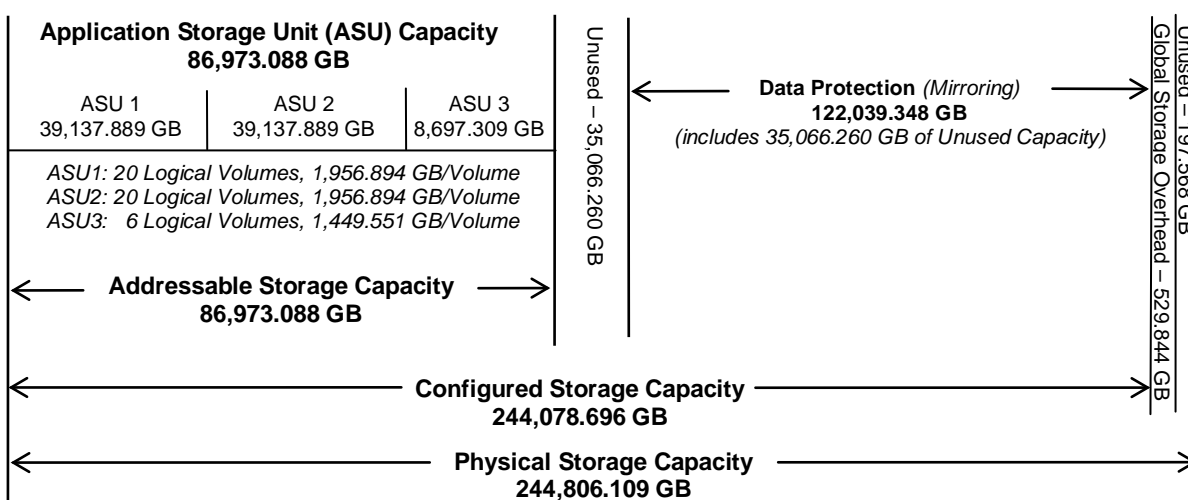 Application Storage Unit (ASU) Capacity
86,973.088 GB
ASU 1
39,137.889 GB
ASU 2
39,137.889 GB
ASU 3
8,697.309 GB
ASU1: 20 Logical Volumes, 1,956.894 GB/Volume
ASU2: 20 Logical Volumes, 1,956.894 GB/Volume
ASU3: 6 Logical Volumes, 1,449.551 GB/Volume
Addressable Storage Capacity
86,973.088 GB
Unused – 35,066.260 GB
Data Protection (Mirroring)
122,039.348 GB
(includes 35,066.260 GB of Unused Capacity)
Global Storage Overhead – 529.844 GB
Unused – 197.568 GB
Configured Storage Capacity
244,078.696 GB
Physical Storage Capacity
244,806.109 GB